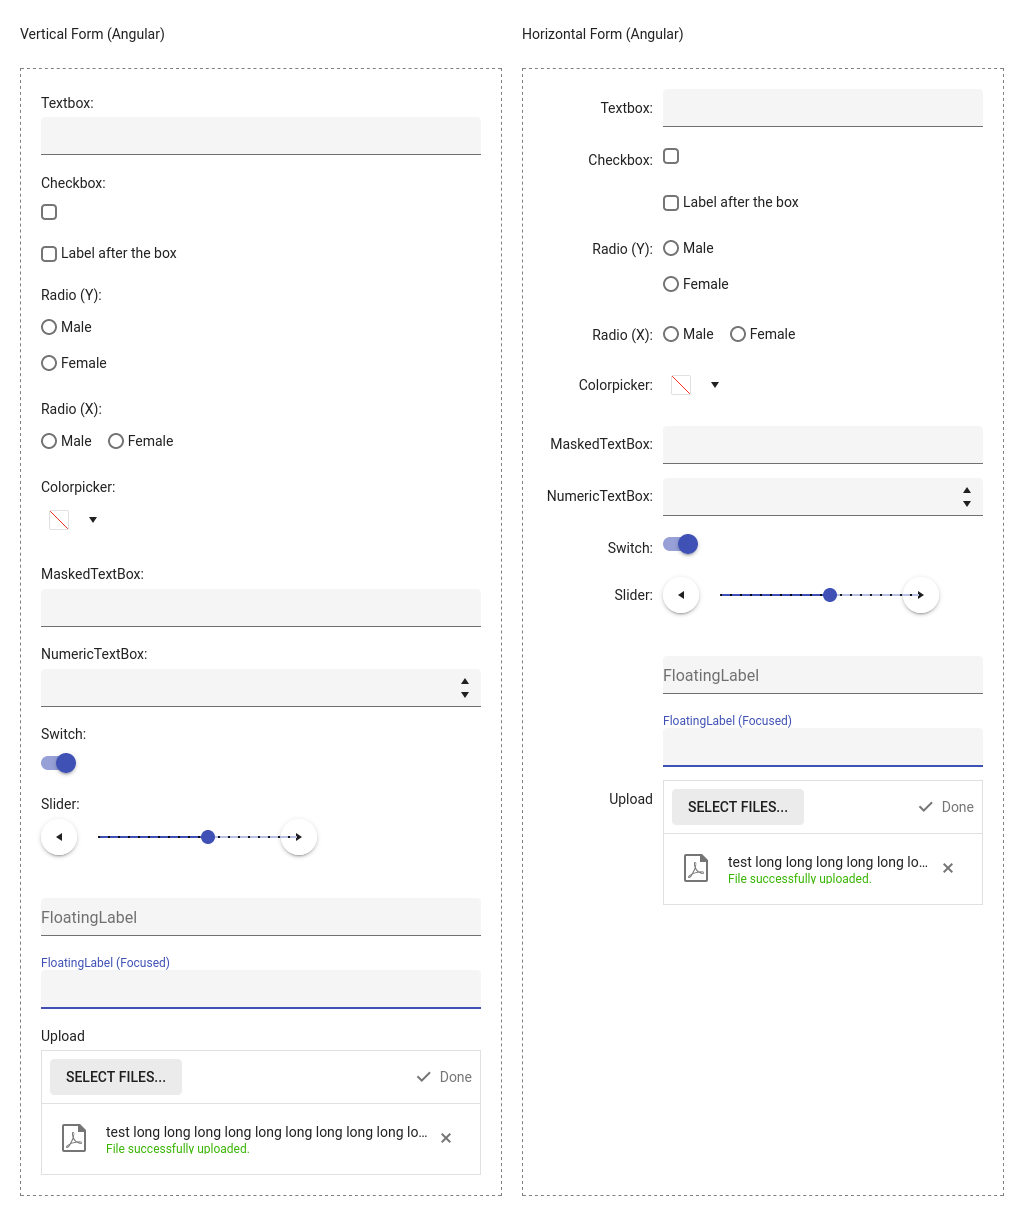 Vertical Form (Angular)
Textbox:
Checkbox:
Label after the box
Radio (Y):
Male
Female
Radio (X):
Male Female
Colorpicker:
MaskedTextBox:
NumericTextBox:
Switch:
Slider:
FloatingLabel
FloatingLabel (Focused)
Upload
SELECT FILES... Done
test long long long long long long long long long lo...
File successfully uploaded.
Horizontal Form (Angular)
Textbox:
Checkbox:
Label after the box
Radio (Y): Male
Female
Radio (X): Male Female
Colorpicker:
MaskedTextBox:
NumericTextBox:
Switch:
Slider:
FloatingLabel
FloatingLabel (Focused)
Upload SELECT FILES... Done
test long long long long long lo...
File successfully uploaded.